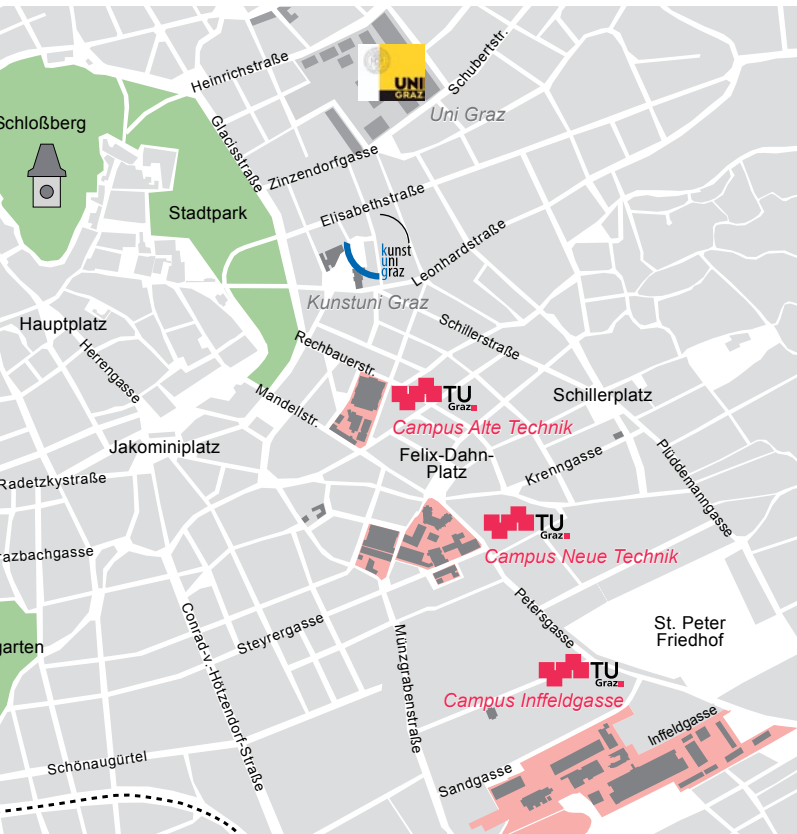 Heinrichstraße
Schubertstr.
UNI
GRAZ
Uni Graz
Schloßberg
Glacisstraße
Zinzendorfgasse
Elisabethstraße
Stadtpark
kunst
uni
graz
Leonhardstraße
Kunstuni Graz
Hauptplatz
Herrengasse
Schillerstraße
Rechbauerstr.
Mandellstr.
TU
Graz
Campus Alte Technik
Schillerplatz
Jakominiplatz
Felix-Dahn-
Platz
Krenngasse
Plüddemanngasse
Radetzkystraße
TU
Graz
Campus Neue Technik
razbachgasse
Petersgasse
St. Peter
Friedhof
Steyrergasse
Conrad-v.-Hötzendorf-Straße
Münzgrabenstraße
garten
TU
Graz
Campus Inffeldgasse
Inffeldgasse
Schönaugürtel
Sandgasse